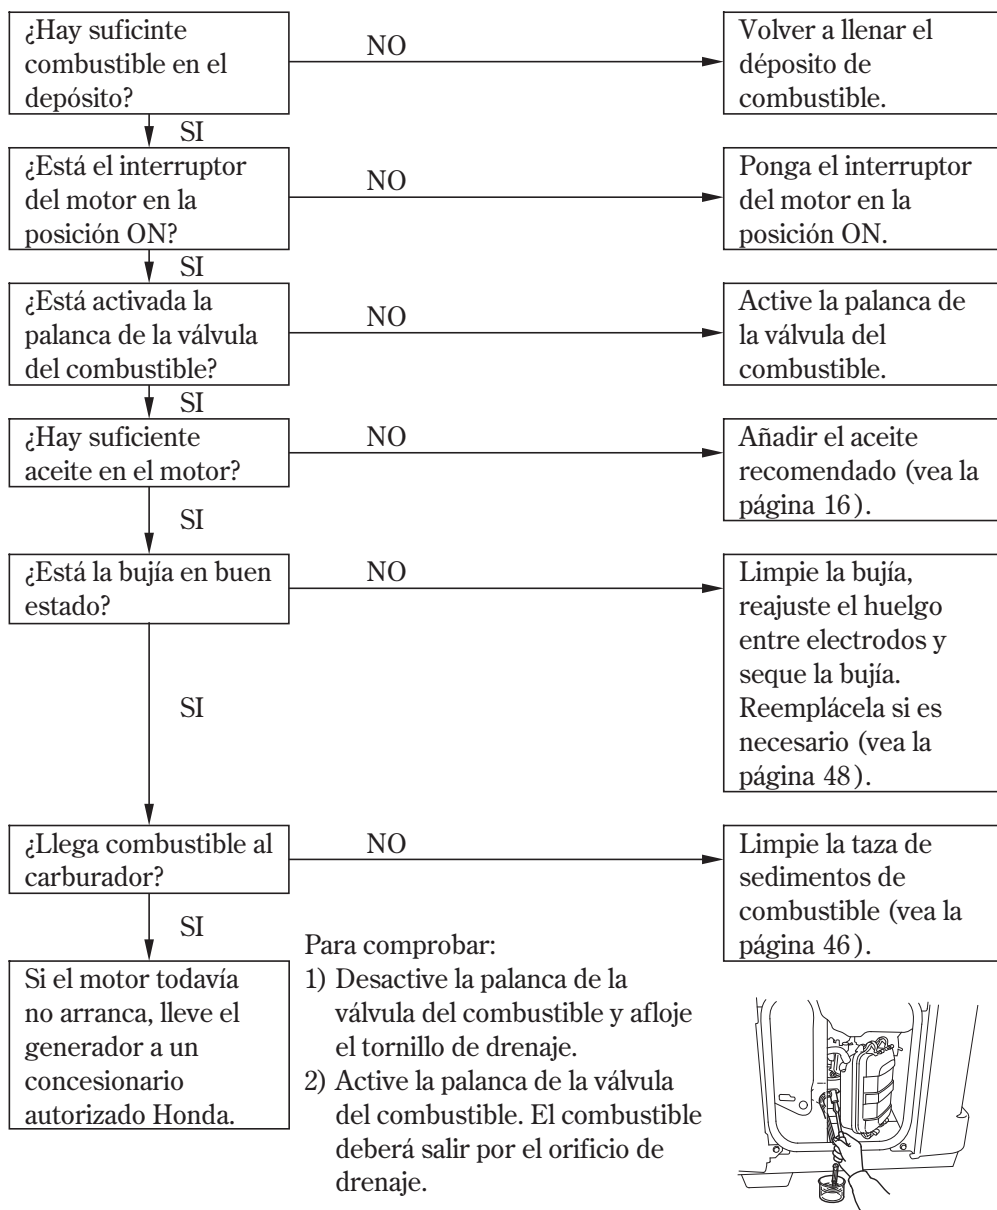 ¿Hay suficinte
combustible en el
depósito?
NO
Volver a llenar el
déposito de
combustible.
SI
¿Está el interruptor
del motor en la
posición ON?
NO
Ponga el interruptor
del motor en la
posición ON.
SI
¿Está activada la
palanca de la válvula
del combustible?
NO
Active la palanca de
la válvula del
combustible.
SI
¿Hay suficiente
aceite en el motor?
NO
Añadir el aceite
recomendado (vea la
página 16).
SI
¿Está la bujía en buen
estado?
NO
Limpie la bujía,
reajuste el huelgo
entre electrodos y
seque la bujía.
Reemplácela si es
necesario (vea la
página 48).
SI
¿Llega combustible al
carburador?
NO
Limpie la taza de
sedimentos de
combustible (vea la
página 46).
SI
Si el motor todavía
no arranca, lleve el
generador a un
concesionario
autorizado Honda.
Para comprobar:
1) Desactive la palanca de la
válvula del combustible y afloje
el tornillo de drenaje.
2) Active la palanca de la válvula
del combustible. El combustible
deberá salir por el orificio de
drenaje.